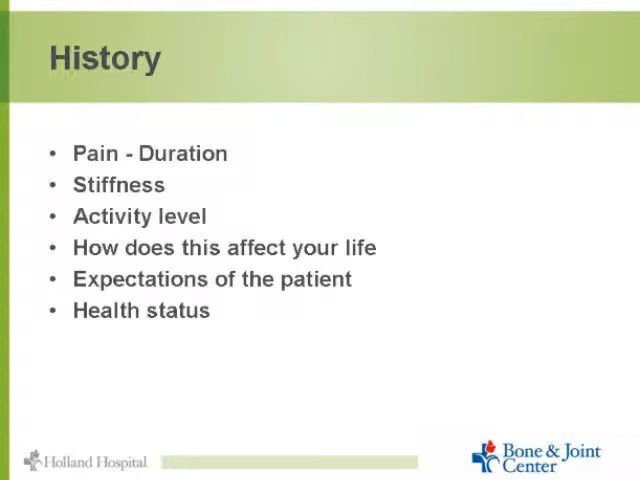 History
• Pain - Duration
• Stiffness
• Activity level
• How does this affect your life
• Expectations of the patient
• Health status
Holland Hospital
Bone & Joint
Center